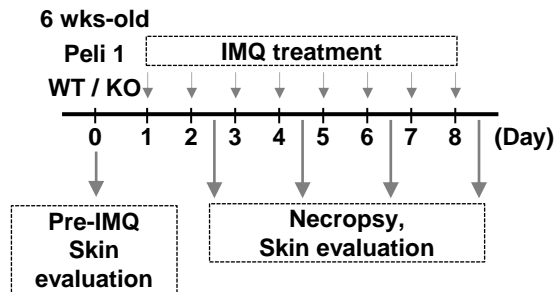 6 wks-old
Peli 1
WT / KO
IMQ treatment
0 1 2 3 4 5 6 7 8 (Day)
Pre-IMQ
Skin
evaluation
Necropsy,
Skin evaluation